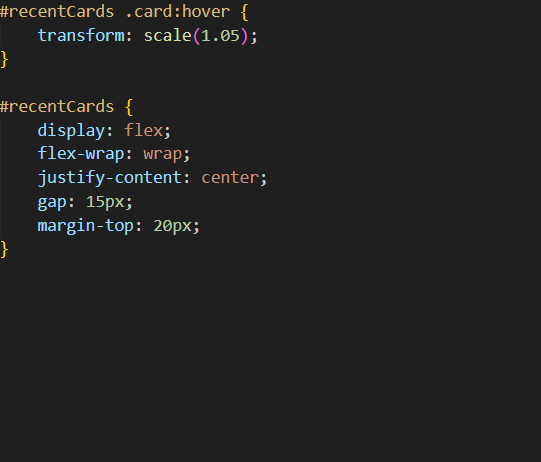 #recentCards .card:hover {
    transform: scale(1.05);
}

#recentCards {
    display: flex;
    flex-wrap: wrap;
    justify-content: center;
    gap: 15px;
    margin-top: 20px;
}